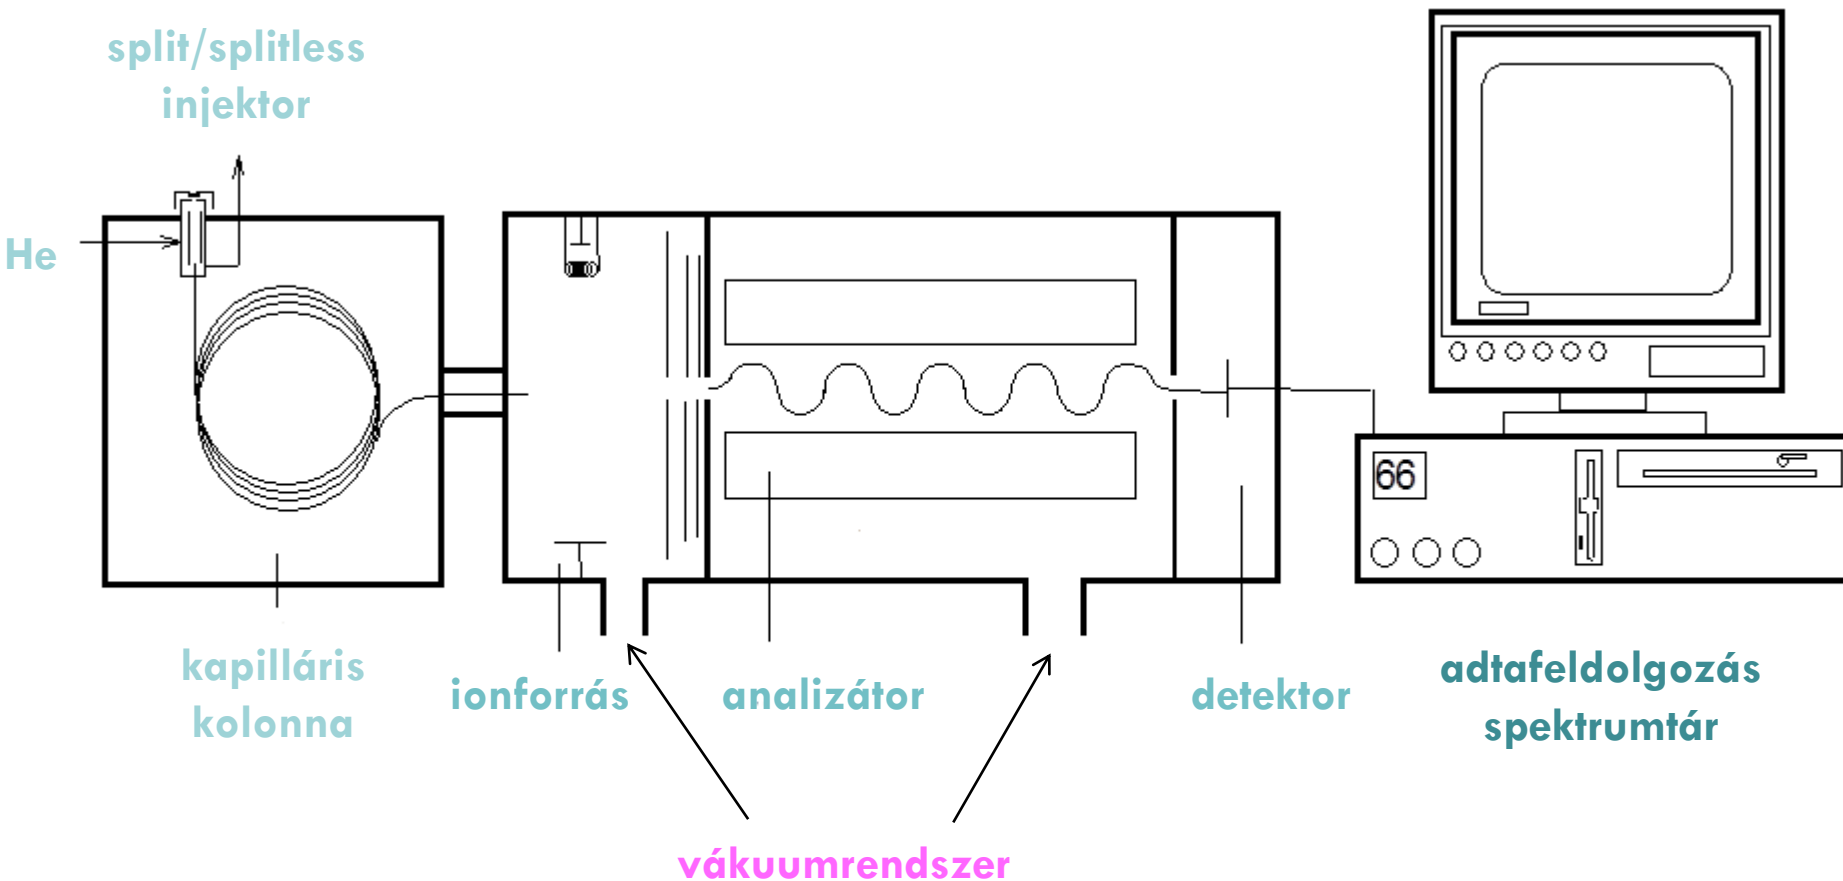 split/splitless
injektor
He
66
kapilláris
kolonna
ionforrás
analizátor
detektor
adtafeldolgozás
spektrumtár
vákuumrendszer